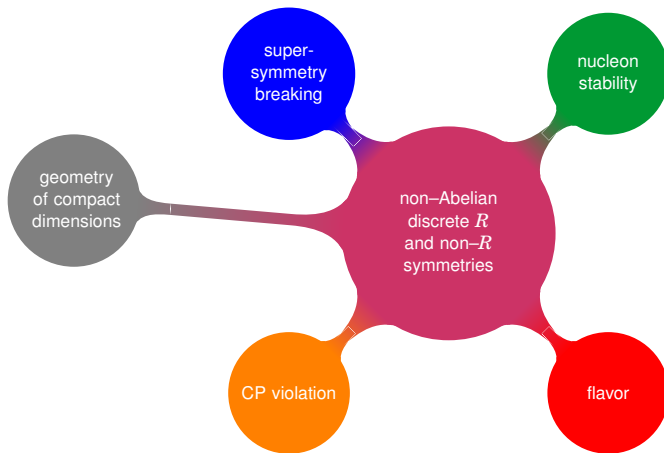 super-
symmetry
breaking
nucleon
stability
geometry
of compact
dimensions
non–Abelian
discrete R
and non–R
symmetries
CP violation
flavor